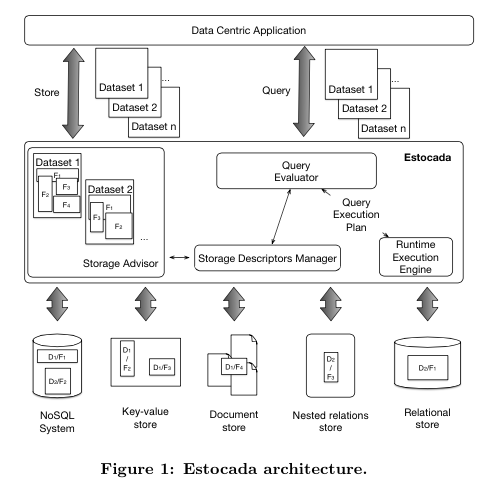 Data Centric Application
Store
Dataset 1
...
Dataset 2
Dataset n
Query
Dataset 1
...
Dataset 2
Dataset n
Estocada
Dataset 1
F1
F2
F3
F4
Dataset 2
F1
F3
F2
...
Storage Advisor
Query
Evaluator
Query
Execution
Plan
Storage Descriptors Manager
Runtime
Execution
Engine
D1/F1
D2/F2
NoSQL
System
D1
/
F2
D1/F3
Key-value
store
D1/F4
Document
store
D2
/
F3
Nested relations
store
D2/F1
Relational
store
Figure 1: Estocada architecture.